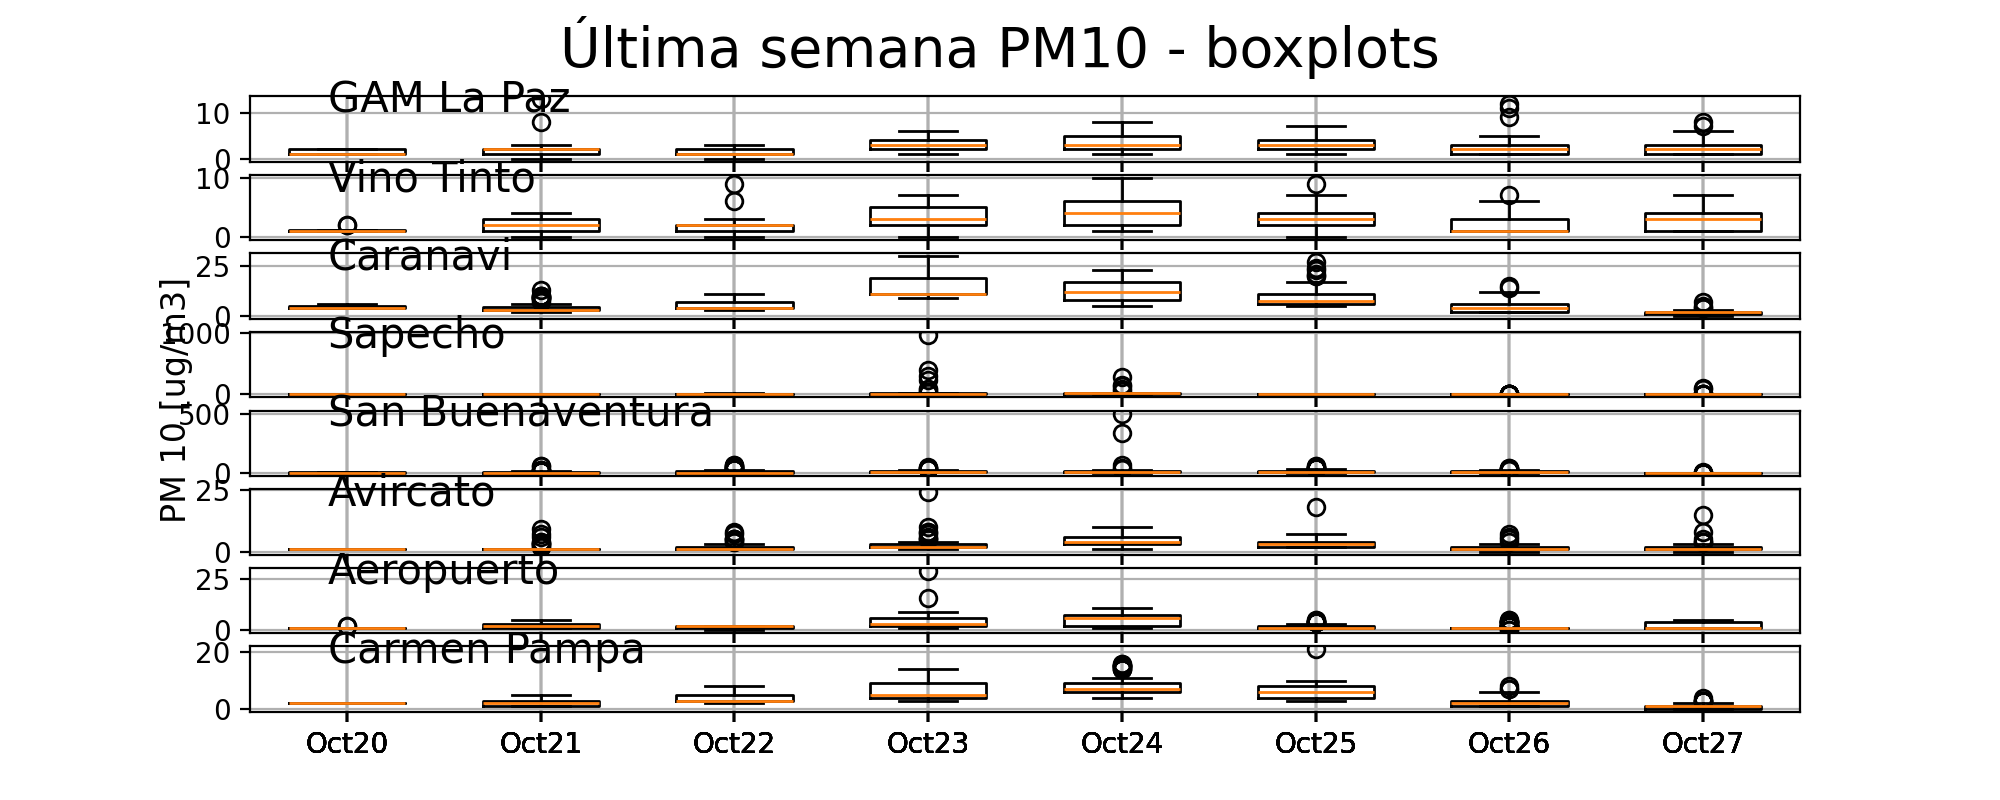 Última semana PM10 - boxplots
PM 10 [ug/m3]
GAM La Paz
10
0
Vino Tinto
10
0
Caranavi
25
0
Sapecho
1000
0
San Buenaventura
500
0
Avircato
25
0
Aeropuerto
25
0
Carmen Pampa
20
0
Oct20 Oct21 Oct22 Oct23 Oct24 Oct25 Oct26 Oct27